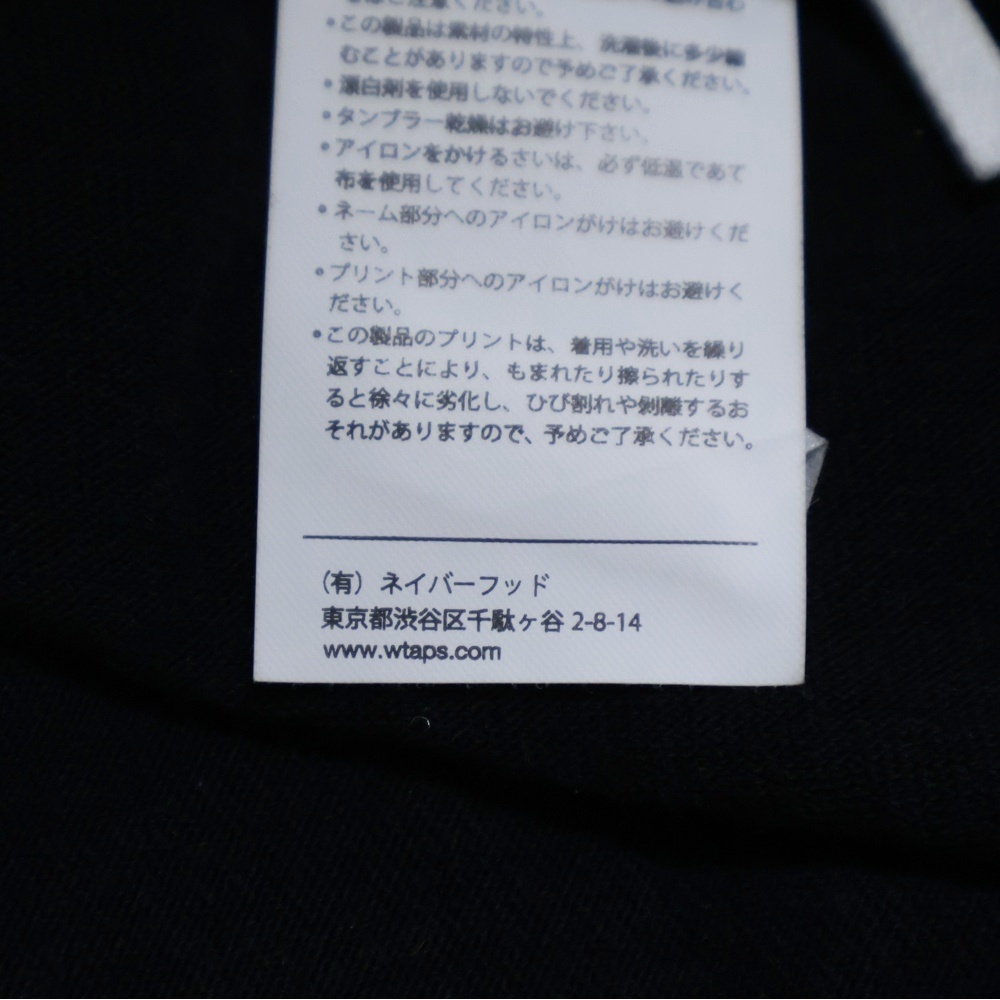 はご注意ください。
•この製品は素材の特性上、洗濯後に多少縮
むことがありますので予めご了承ください。
•漂白剤を使用しないでください。
•タンブラー乾燥はお避け下さい。
•アイロンをかけるさいは、必ず低温であて
布を使用してください。
•ネーム部分へのアイロンがけはお避けくだ
さい。
•プリント部分へのアイロンがけはお避けく
ださい。
•この製品のプリントは、着用や洗いを繰り
返すことにより、もまれたり擦られたりす
ると徐々に劣化し、ひび割れや剝離するお
それがありますので、予めご了承ください。
(有) ネイバーフッド
東京都渋谷区千駄ヶ谷 2-8-14
www.wtaps.com